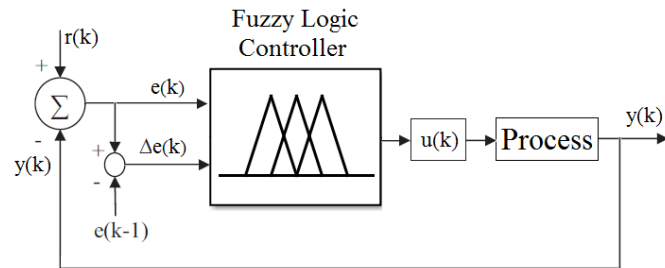 Fuzzy Logic
Controller
r(k)
+
Σ
e(k)
-
y(k)
+
Δe(k)
-
e(k-1)
u(k)
Process
y(k)